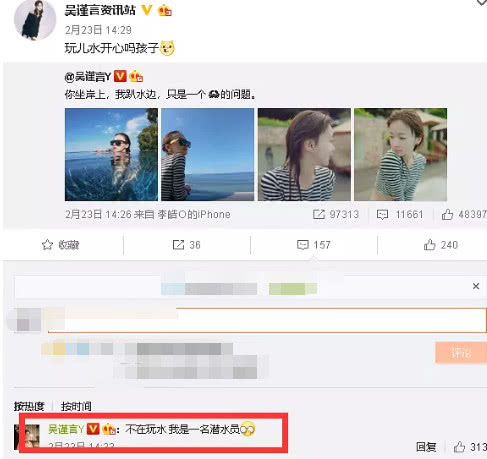 吴谨言资讯站
2月23日 14:29
玩儿水开心吗孩子
@吴谨言Y
你坐岸上，我趴水边，只是一个的问题。
2月23日 14:26 来自 李皓O的iPhone 97313 11661 48397
收藏 36 157 240
×
评论
按热度 按时间
吴谨言Y：不在玩水 我是一名潜水员
2月23日 14:33 回复 313